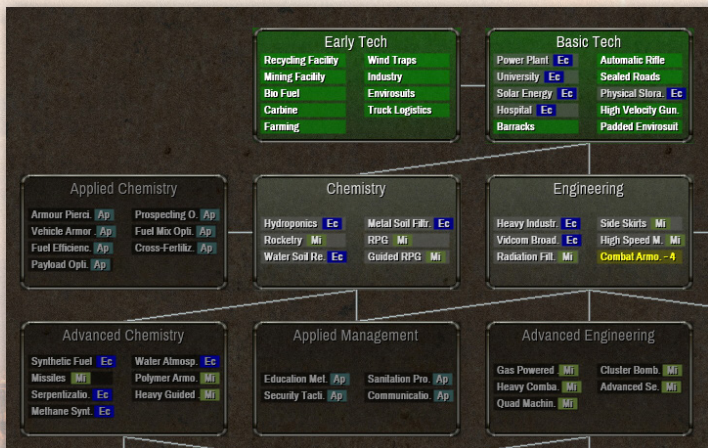 Early Tech
Recycling Facility Wind Traps
Mining Facility Industry
Bio Fuel Envirosuits
Carbine Truck Logistics
Farming
Basic Tech
Power Plant Ec Automatic Rifle
University Ec Sealed Roads
Solar Energy Ec Physical Stora. Ec
Hospital Ec High Velocity Gun.
Barracks Padded Envirosuit
Applied Chemistry
Armour Pierci. Ap Prospecting O. Ap
Vehicle Armor . Ap Fuel Mix Opti. Ap
Fuel Efficienc. Ap Cross-Fertiliz. Ap
Payload Opti. Ap
Chemistry
Hydroponics Ec Metal Soil Filtr. Ec
Rocketry Mi RPG Mi
Water Soil Re. Ec Guided RPG Mi
Engineering
Heavy Industr. Ec Side Skirts Mi
Vidcom Broad. Ec High Speed M. Mi
Radiation Filt. Mi Combat Armo. - 4
Advanced Chemistry
Synthetic Fuel Ec Water Atmosp. Ec
Missiles Mi Polymer Armo. Mi
Serpentizatio. Ec Heavy Guided . Mi
Methane Synt. Ec
Applied Management
Education Met. Ap Sanitation Pro. Ap
Security Tacti. Ap Communicatio. Ap
Advanced Engineering
Gas Powered . Mi Cluster Bomb. Mi
Heavy Comba. Mi Advanced Se. Mi
Quad Machin. Mi